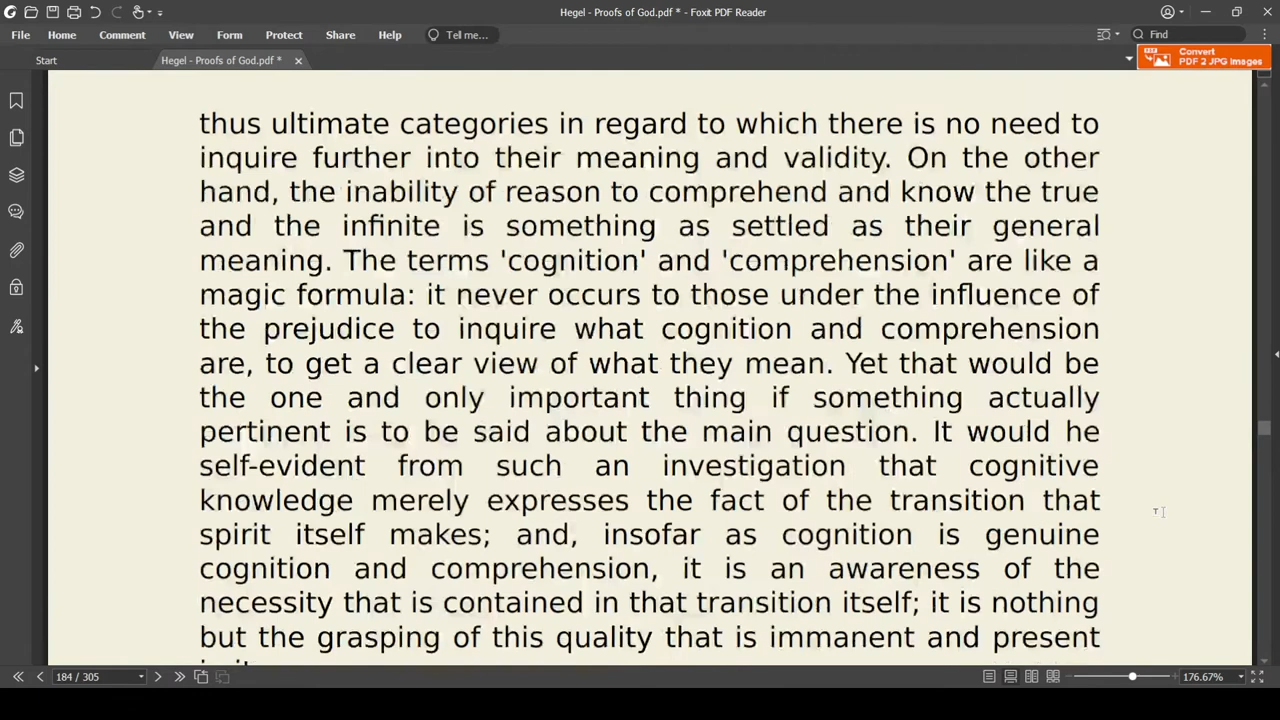 Hegel - Proofs of God.pdf * - Foxit PDF Reader
File Home Comment View Form Protect Share Help Tell me... Find
Start Hegel - Proofs of God.pdf *
Convert
PDF 2 JPG Images
thus ultimate categories in regard to which there is no need to
inquire further into their meaning and validity. On the other
hand, the inability of reason to comprehend and know the true
and the infinite is something as settled as their general
meaning. The terms 'cognition' and 'comprehension' are like a
magic formula: it never occurs to those under the influence of
the prejudice to inquire what cognition and comprehension
are, to get a clear view of what they mean. Yet that would be
the one and only important thing if something actually
pertinent is to be said about the main question. It would he
self-evident from such an investigation that cognitive
knowledge merely expresses the fact of the transition that
spirit itself makes; and, insofar as cognition is genuine
cognition and comprehension, it is an awareness of the
necessity that is contained in that transition itself; it is nothing
but the grasping of this quality that is immanent and present
184 / 305 176.67%